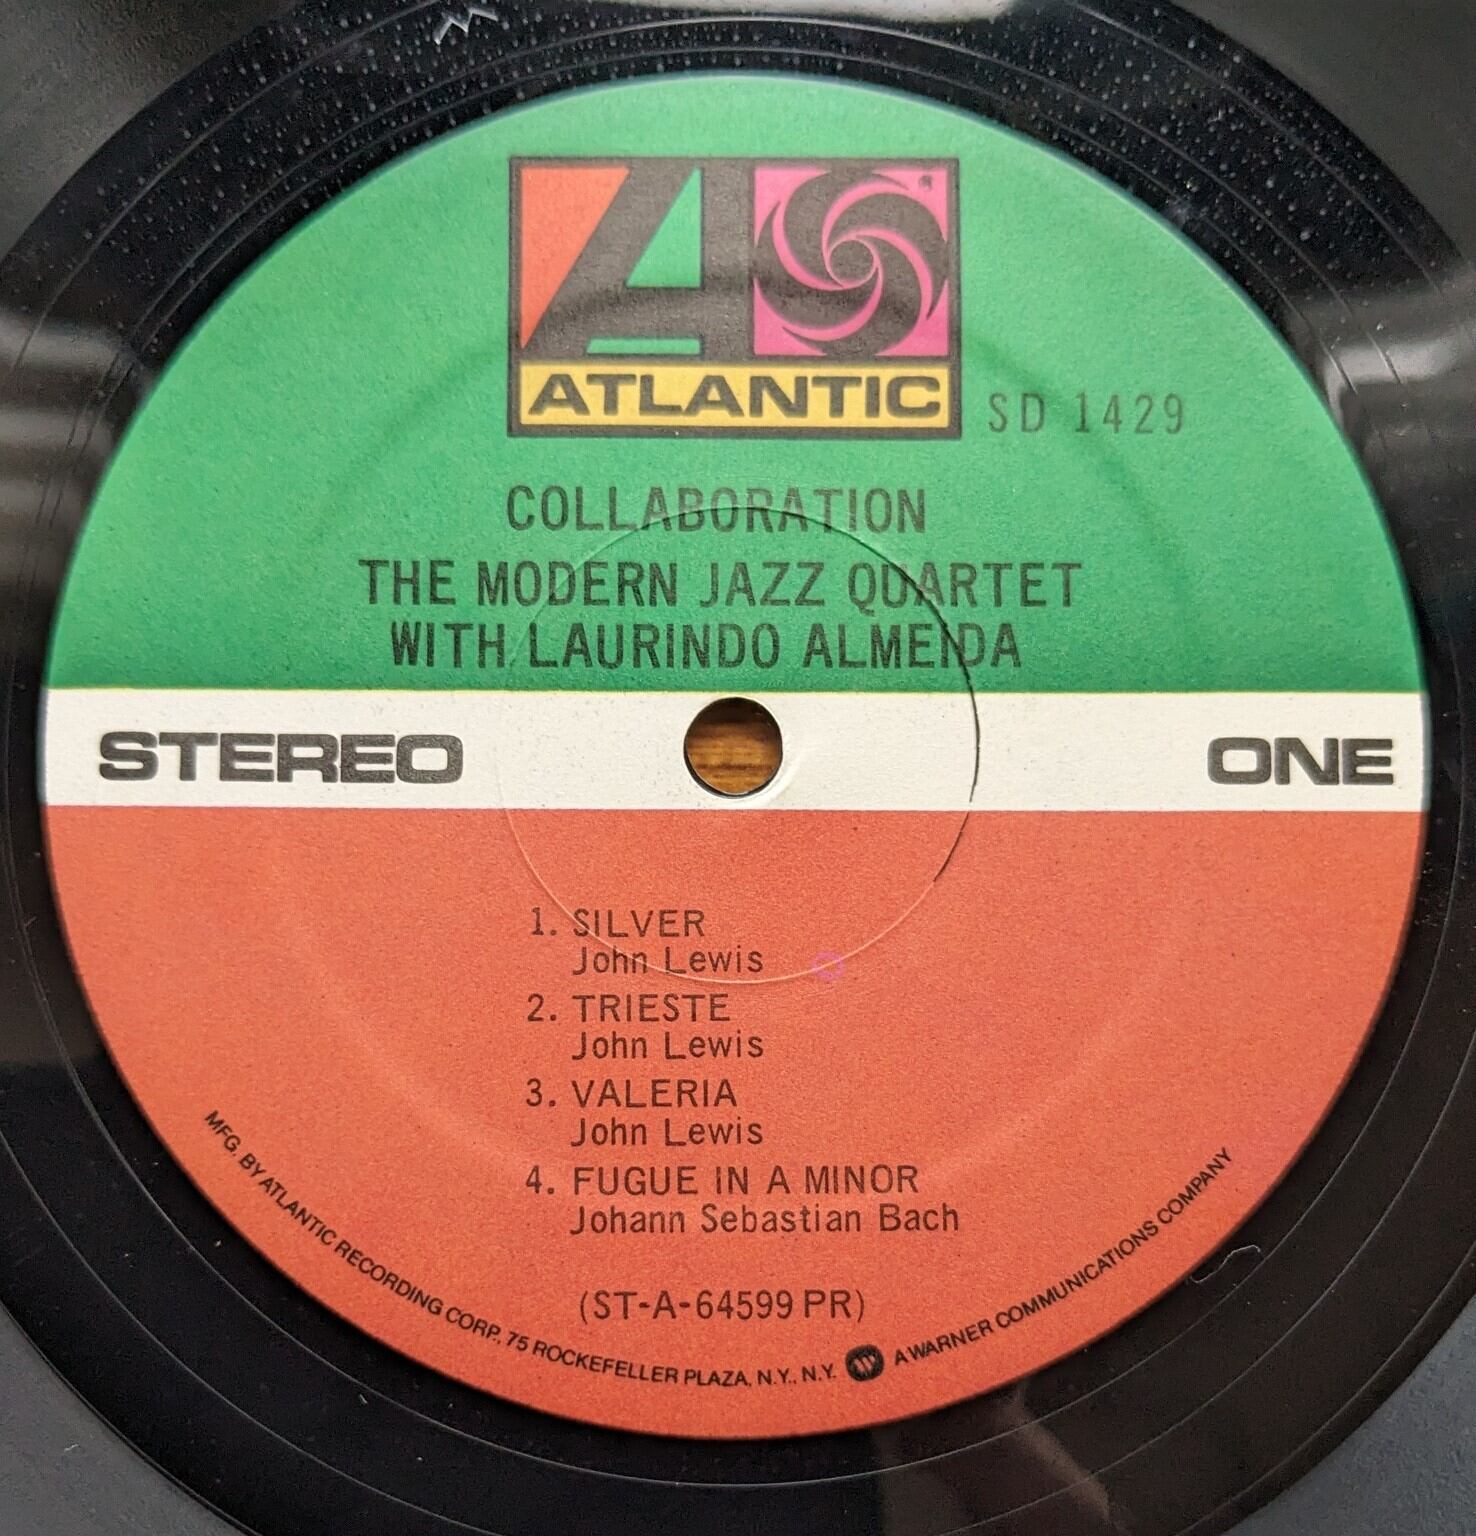 ATLANTIC
SD 1429
COLLABORATION
THE MODERN JAZZ QUARTET
WITH LAURINDO ALMEIDA
STEREO
ONE
1. SILVER
John Lewis
2. TRIESTE
John Lewis
3. VALERIA
John Lewis
4. FUGUE IN A MINOR
Johann Sebastian Bach
(ST-A-64599 PR)
MFG. BY ATLANTIC RECORDING CORP., 75 ROCKEFELLER PLAZA, N.Y., N.Y. A WARNER COMMUNICATIONS COMPANY